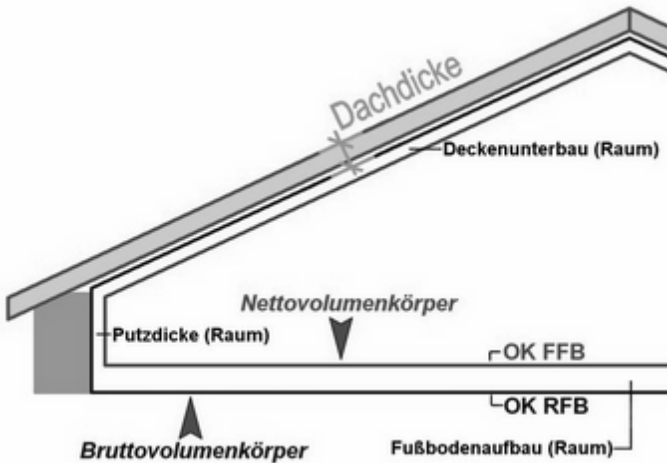 Dachdicke
Deckenunterbau (Raum)
Nettovolumenkörper
Putzdicke (Raum)
OK FFB
OK RFB
Bruttovolumenkörper
Fußbodenaufbau (Raum)